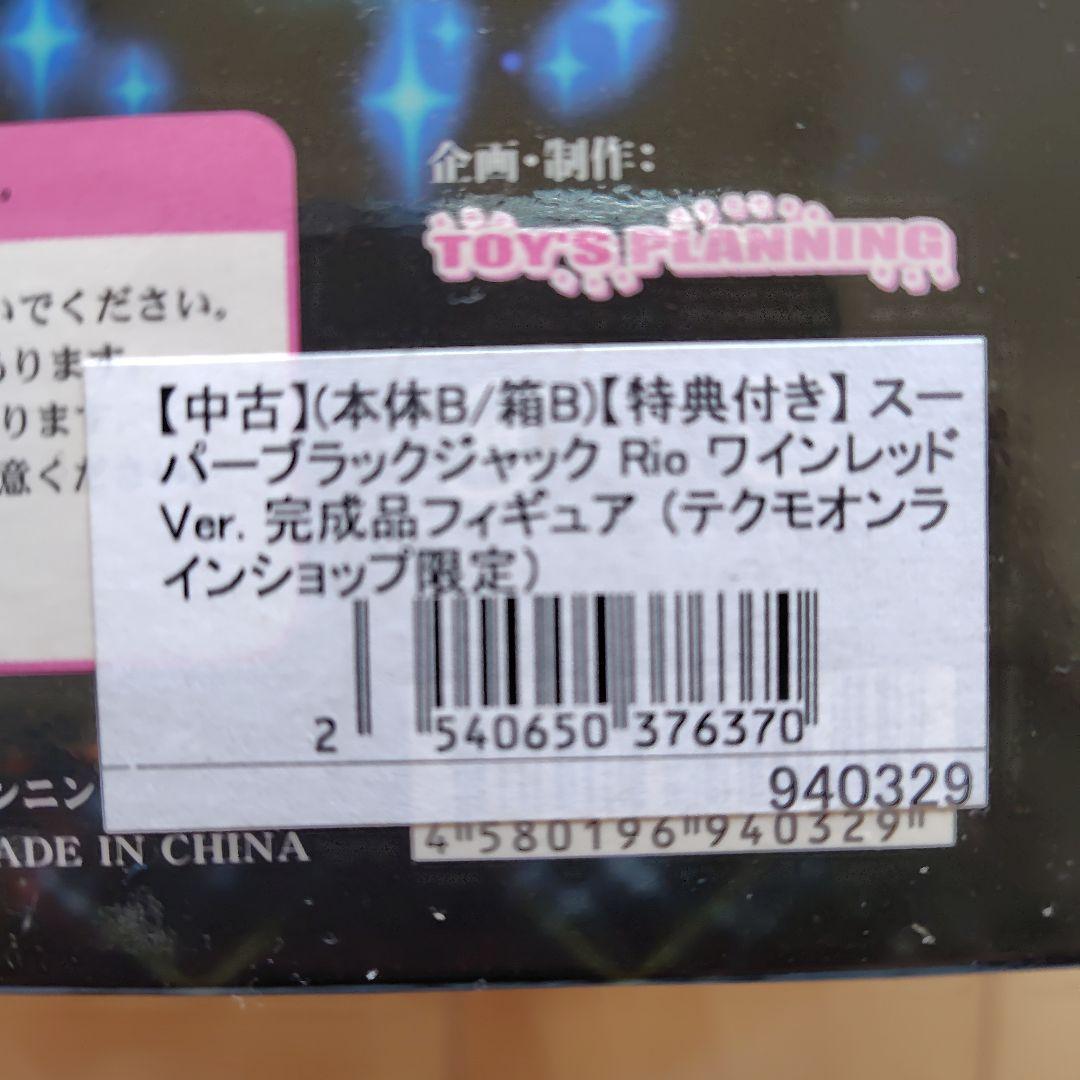 企画・制作：
TOY'S PLANNING
いでください。
あります
りま
意くだ
【中古】(本体B/箱B)【特典付き】 スー
パーブラックジャック Rio ワインレッド
Ver. 完成品フィギュア （テクモオンラ
インショップ限定）
2 540650 376370
940329
ンニン
ADE IN CHINA
4 580196 940329